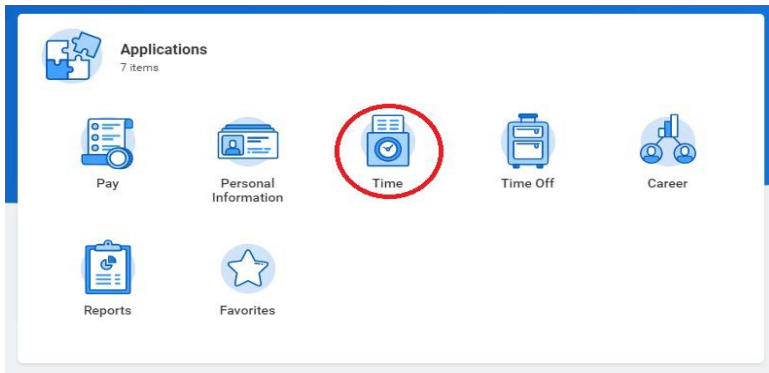 Applications
7 items
Pay
Personal
Information
Time
Time Off
Career
Reports
Favorites